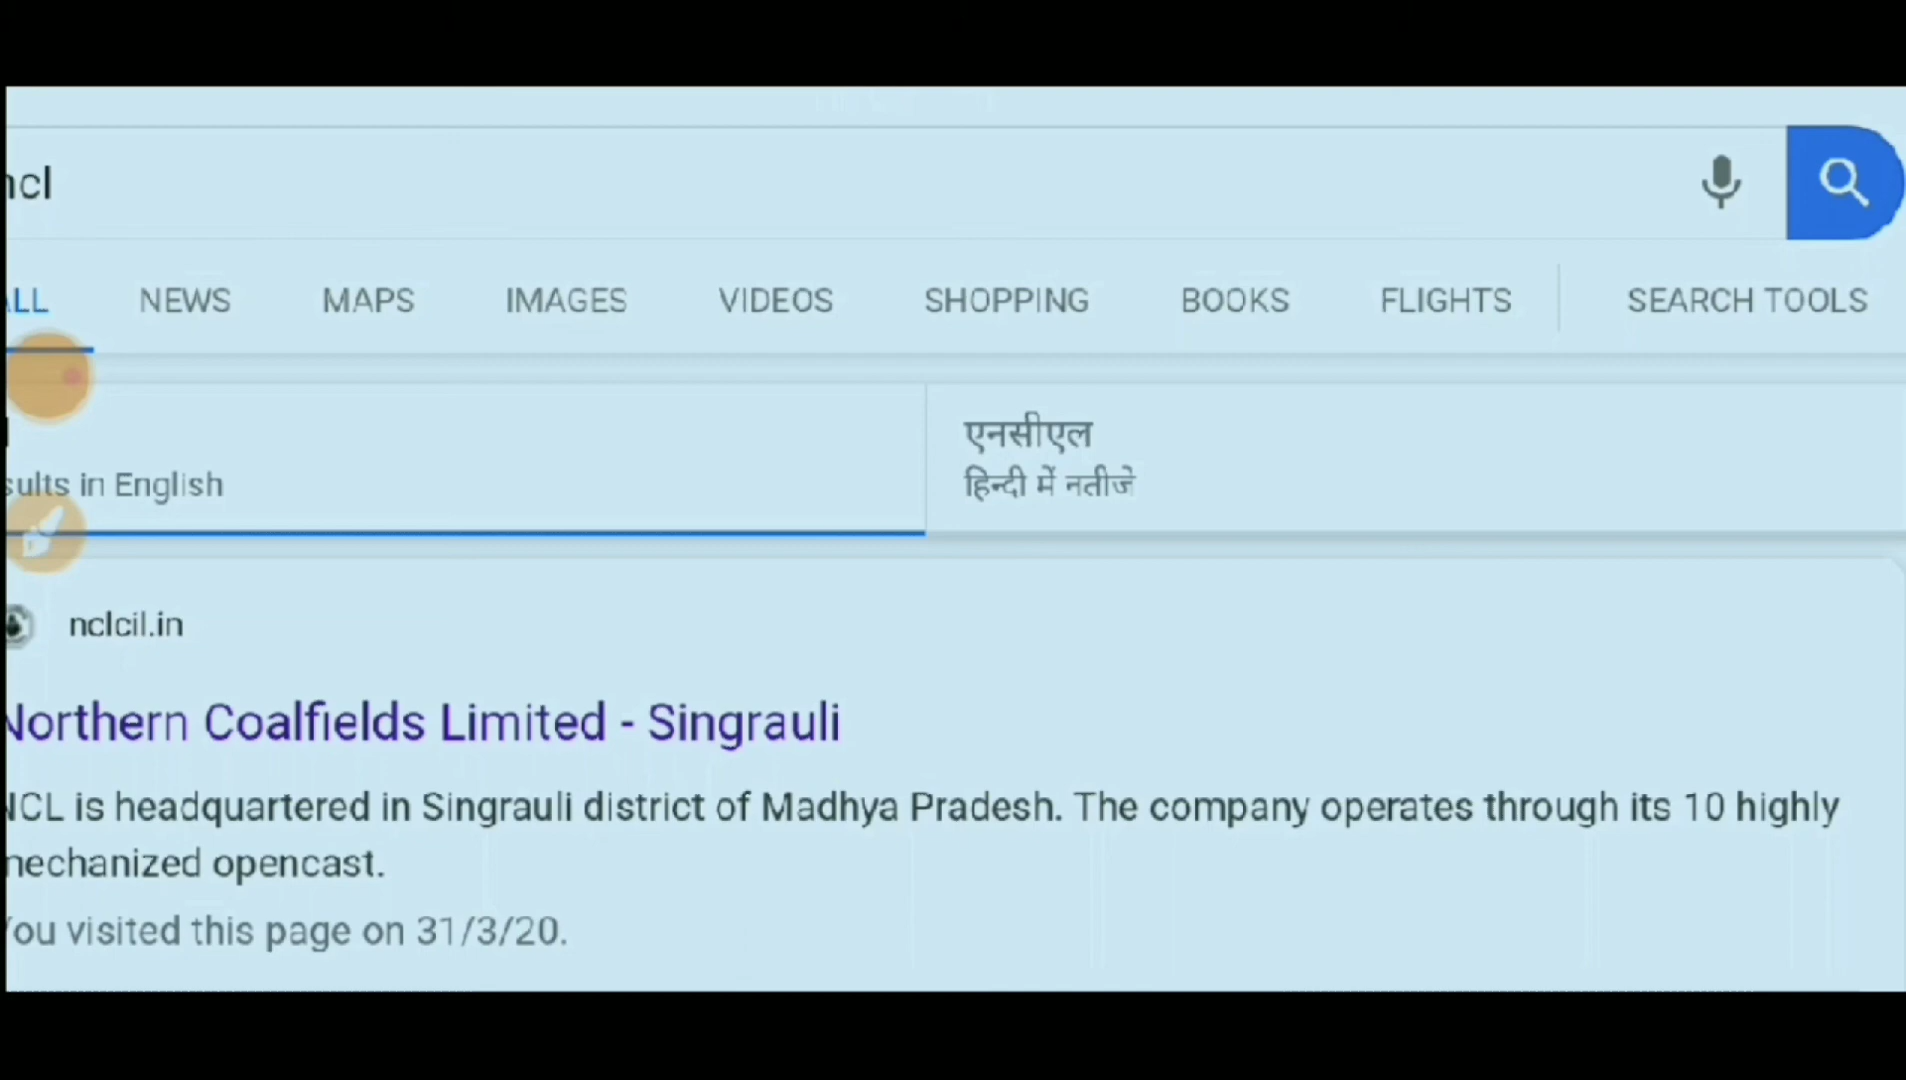 ncl
ALL NEWS MAPS IMAGES VIDEOS SHOPPING BOOKS FLIGHTS SEARCH TOOLS
एनसीएल
sults in English
हिन्दी में नतीजे
nclcil.in
Northern Coalfields Limited - Singrauli
NCL is headquartered in Singrauli district of Madhya Pradesh. The company operates through its 10 highly
mechanized opencast.
You visited this page on 31/3/20.